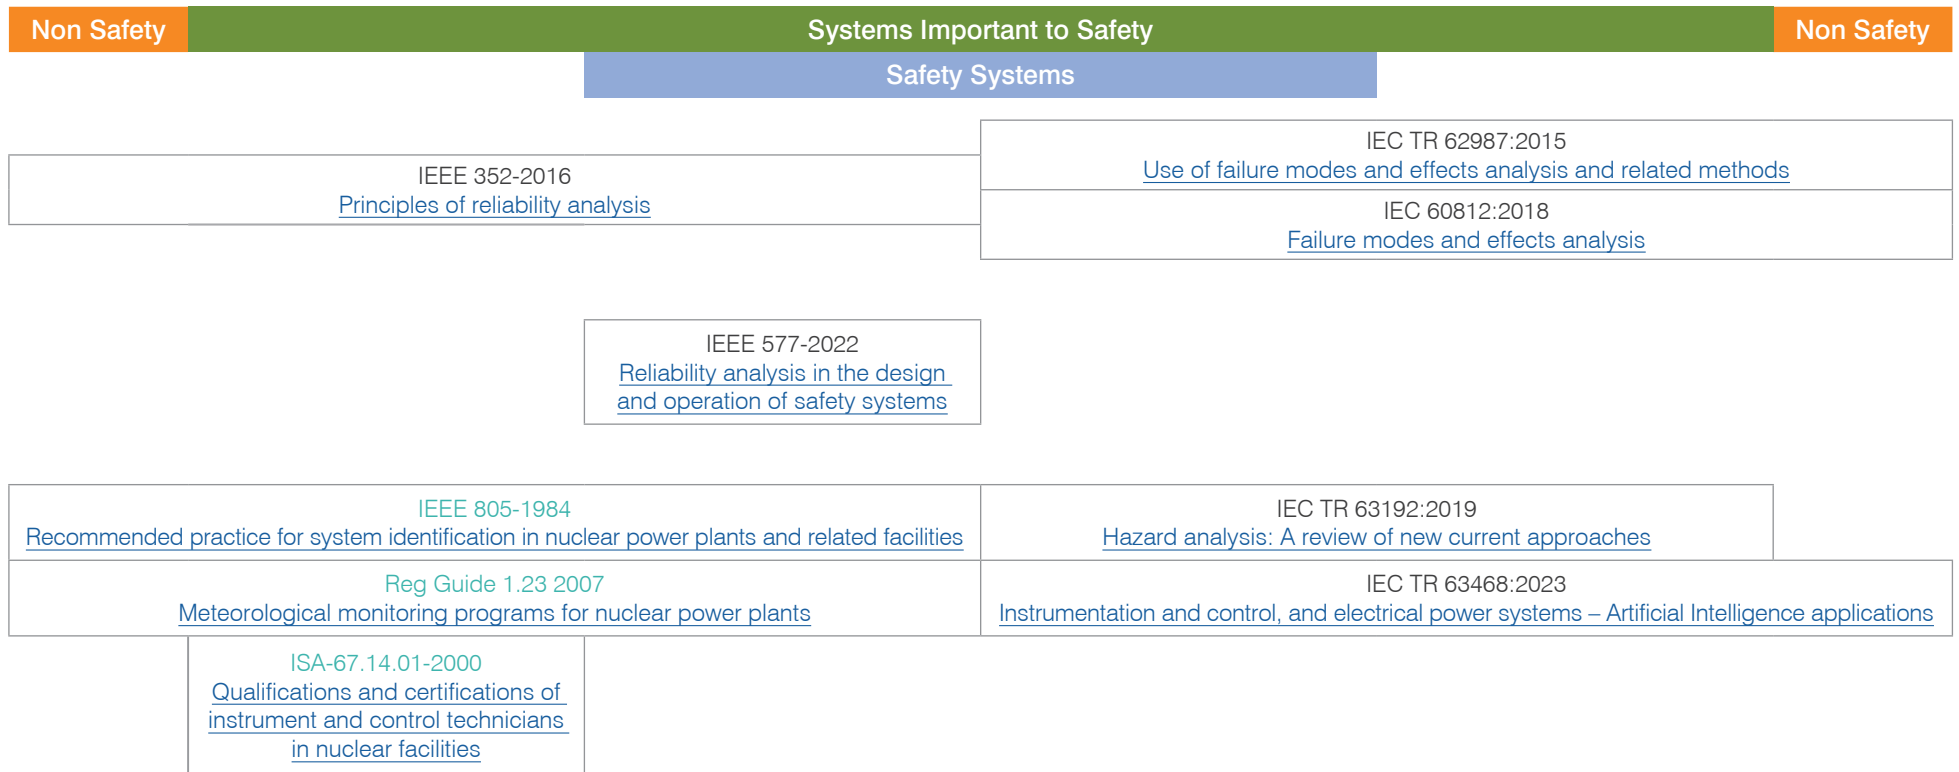 Non Safety
Systems Important to Safety
Non Safety
Safety Systems
IEC TR 62987:2015
Use of failure modes and effects analysis and related methods
IEEE 352-2016
Principles of reliability analysis
IEC 60812:2018
Failure modes and effects analysis
IEEE 577-2022
Reliability analysis in the design
and operation of safety systems
IEEE 805-1984
Recommended practice for system identification in nuclear power plants and related facilities
IEC TR 63192:2019
Hazard analysis: A review of new current approaches
Reg Guide 1.23 2007
Meteorological monitoring programs for nuclear power plants
IEC TR 63468:2023
Instrumentation and control, and electrical power systems – Artificial Intelligence applications
ISA-67.14.01-2000
Qualifications and certifications of
instrument and control technicians
in nuclear facilities